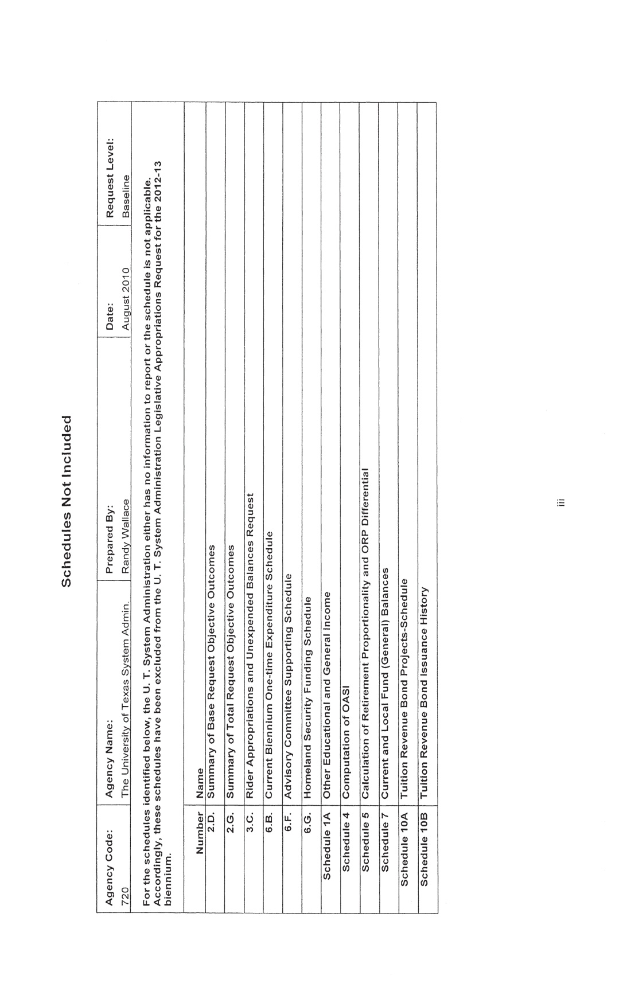 Schedules Not Included
Agency Code: Agency Name: Prepared By: Date: Request Level:
720 The University of Texas System Admin. Randy Wallace August 2010 Baseline
For the schedules identified below, the U. T. System Administration either has no information to report or the schedule is not applicable.
Accordingly, these schedules have been excluded from the U. T. System Administration Legislative Appropriations Request for the 2012-13
biennium.
Number Name
2.D. Summary of Base Request Objective Outcomes
2.G. Summary of Total Request Objective Outcomes
3.C. Rider Appropriations and Unexpended Balances Request
6.B. Current Biennium One-time Expenditure Schedule
6.F. Advisory Committee Supporting Schedule
6.G. Homeland Security Funding Schedule
Schedule 1A Other Educational and General Income
Schedule 4 Computation of OASI
Schedule 5 Calculation of Retirement Proportionality and ORP Differential
Schedule 7 Current and Local Fund (General) Balances
Schedule 10A Tuition Revenue Bond Projects-Schedule
Schedule 10B Tuition Revenue Bond Issuance History
iii